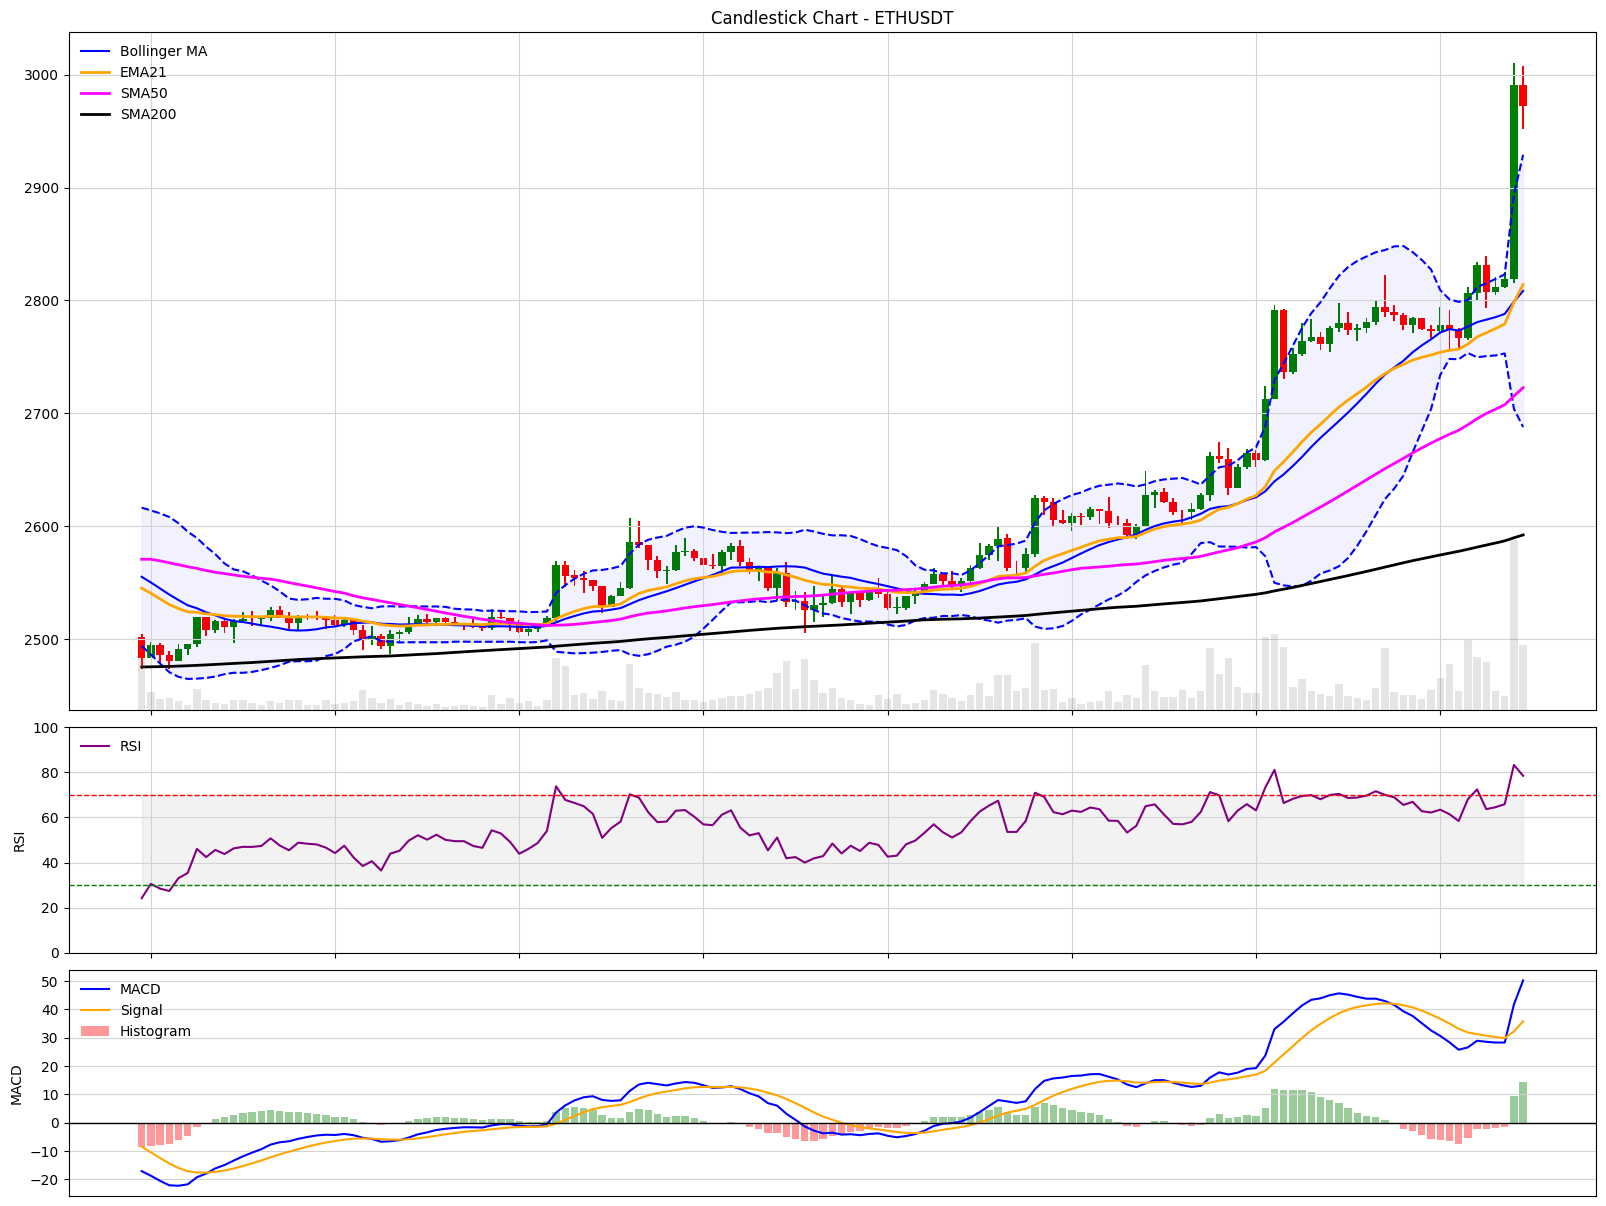 Candlestick Chart - ETHUSDT
Bollinger MA
EMA21
SMA50
SMA200
3000
2900
2800
2700
2600
2500
RSI
100
80
60
40
20
0
RSI
MACD
Signal
Histogram
50
40
30
20
10
0
−10
−20
MACD